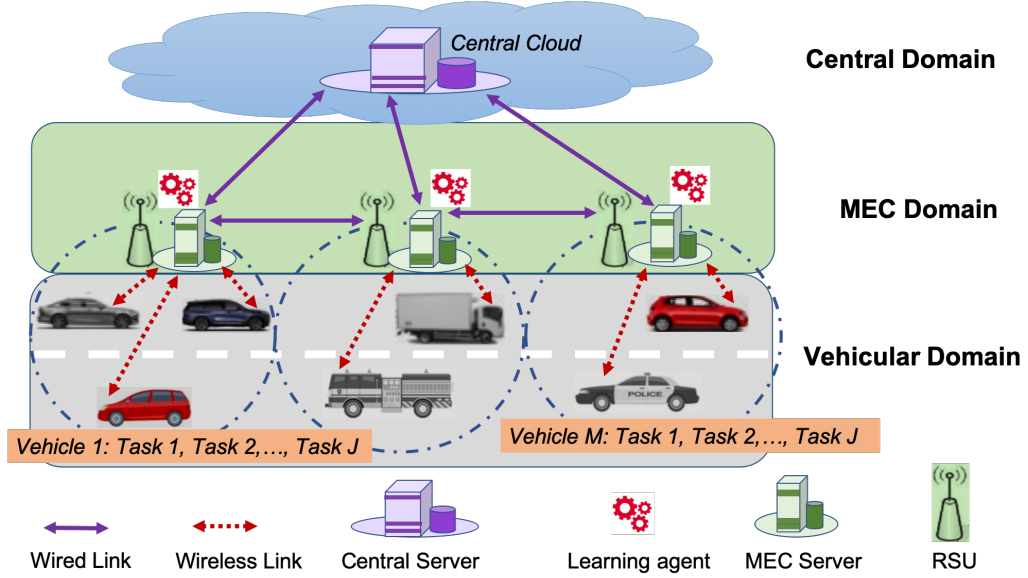 Central Cloud
Central Domain
MEC Domain
Vehicular Domain
POLICE
Vehicle 1: Task 1, Task 2,..., Task J
Vehicle M: Task 1, Task 2,..., Task J
Wired Link
Wireless Link
Central Server
Learning agent
MEC Server
RSU